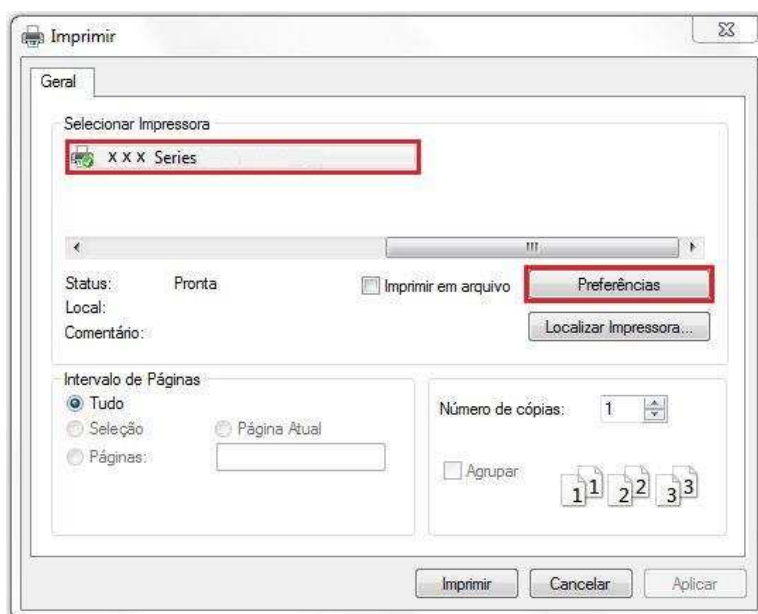 Imprimir
Geral
Selecionar Impressora
X X X Series
Status: Pronta
Imprimir em arquivo
Preferências
Local:
Localizar Impressora...
Comentário:
Intervalo de Páginas
Tudo
Seleção
Página Atual
Páginas:
Número de cópias: 1
Agrupar
1 1 2 2 3 3
Imprimir
Cancelar
Aplicar